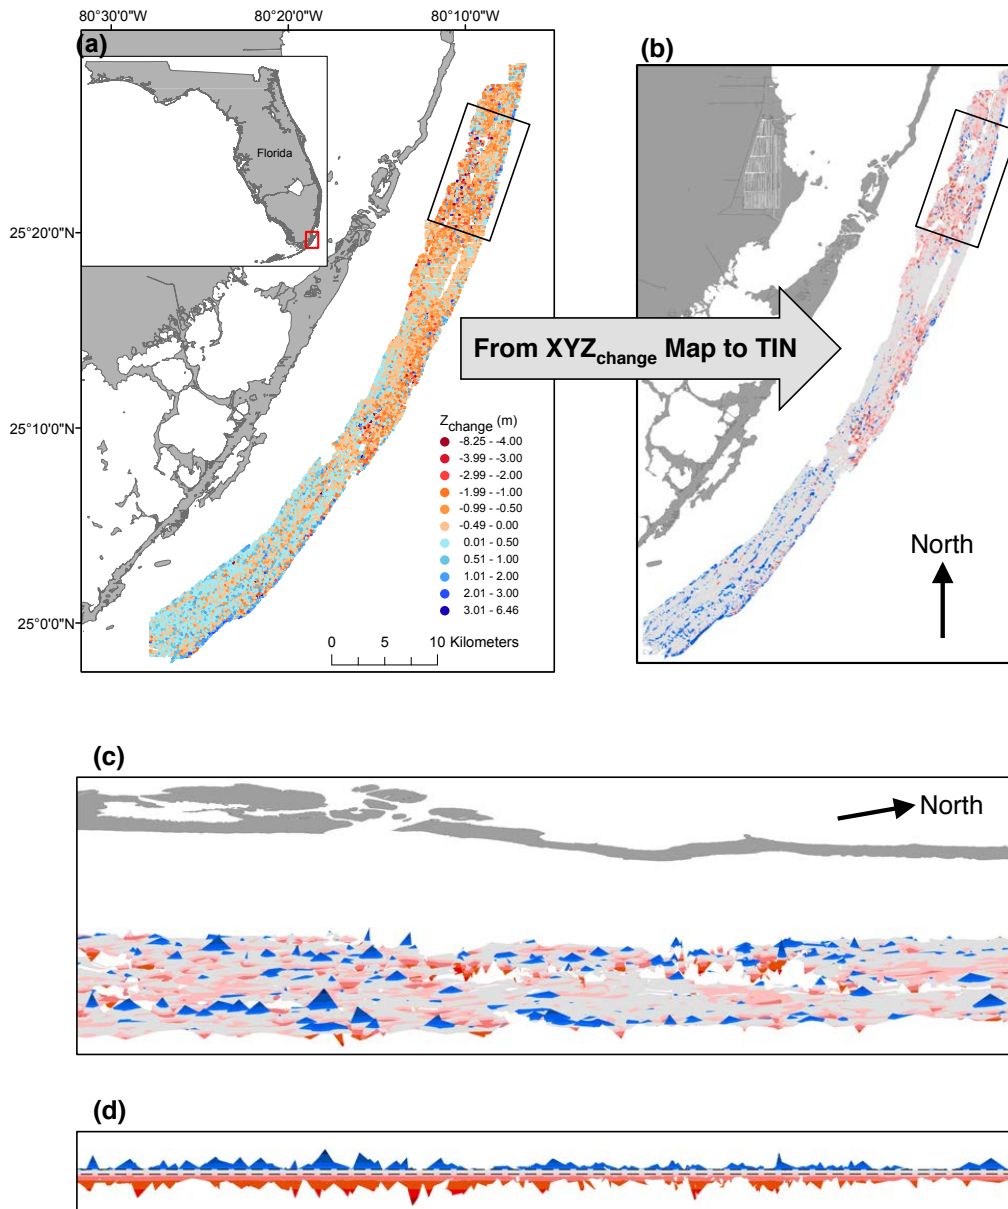 80°30'0"W
80°20'0"W
80°10'0"W
(a)
(b)
Florida
25°20'0"N
From XYZchange Map to TIN
25°10'0"N
Zchange (m)
-8.25 - -4.00
-3.99 - -3.00
-2.99 - -2.00
-1.99 - -1.00
-0.99 - -0.50
-0.49 - 0.00
0.01 - 0.50
0.51 - 1.00
1.01 - 2.00
2.01 - 3.00
3.01 - 6.46
North
25°0'0"N
0 5 10 Kilometers
(c)
North
(d)